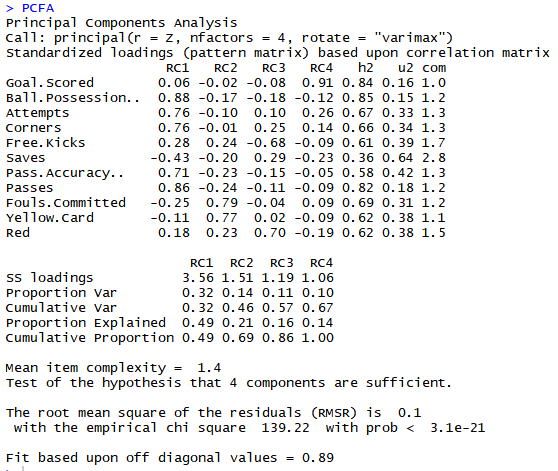 > PCFA
Principal Components Analysis
Call: principal(r = Z, nfactors = 4, rotate = "varimax")
Standardized loadings (pattern matrix) based upon correlation matrix
                  RC1   RC2   RC3   RC4   h2   u2 com
Goal.Scored      0.06 -0.02 -0.08  0.91 0.84 0.16 1.0
Ball.Possession..  0.88 -0.17 -0.18 -0.12 0.85 0.15 1.2
Attempts         0.76 -0.10  0.10  0.26 0.67 0.33 1.3
Corners          0.76 -0.01  0.25  0.14 0.66 0.34 1.3
Free.Kicks       0.28  0.24 -0.68 -0.09 0.61 0.39 1.7
Saves           -0.43 -0.20  0.29 -0.23 0.36 0.64 2.8
Pass.Accuracy..  0.71 -0.23 -0.15 -0.05 0.58 0.42 1.3
Passes           0.86 -0.24 -0.11 -0.09 0.82 0.18 1.2
Fouls.Committed -0.25  0.79 -0.04  0.09 0.69 0.31 1.2
Yellow.Card     -0.11  0.77  0.02 -0.09 0.62 0.38 1.1
Red              0.18  0.23  0.70 -0.19 0.62 0.38 1.5
                       RC1  RC2  RC3  RC4
SS loadings           3.56 1.51 1.19 1.06
Proportion Var        0.32 0.14 0.11 0.10
Cumulative Var        0.32 0.46 0.57 0.67
Proportion Explained  0.49 0.21 0.16 0.14
Cumulative Proportion 0.49 0.69 0.86 1.00
Mean item complexity =  1.4
Test of the hypothesis that 4 components are sufficient.
The root mean square of the residuals (RMSR) is  0.1
 with the empirical chi square  139.22  with prob <  3.1e-21
Fit based upon off diagonal values = 0.89